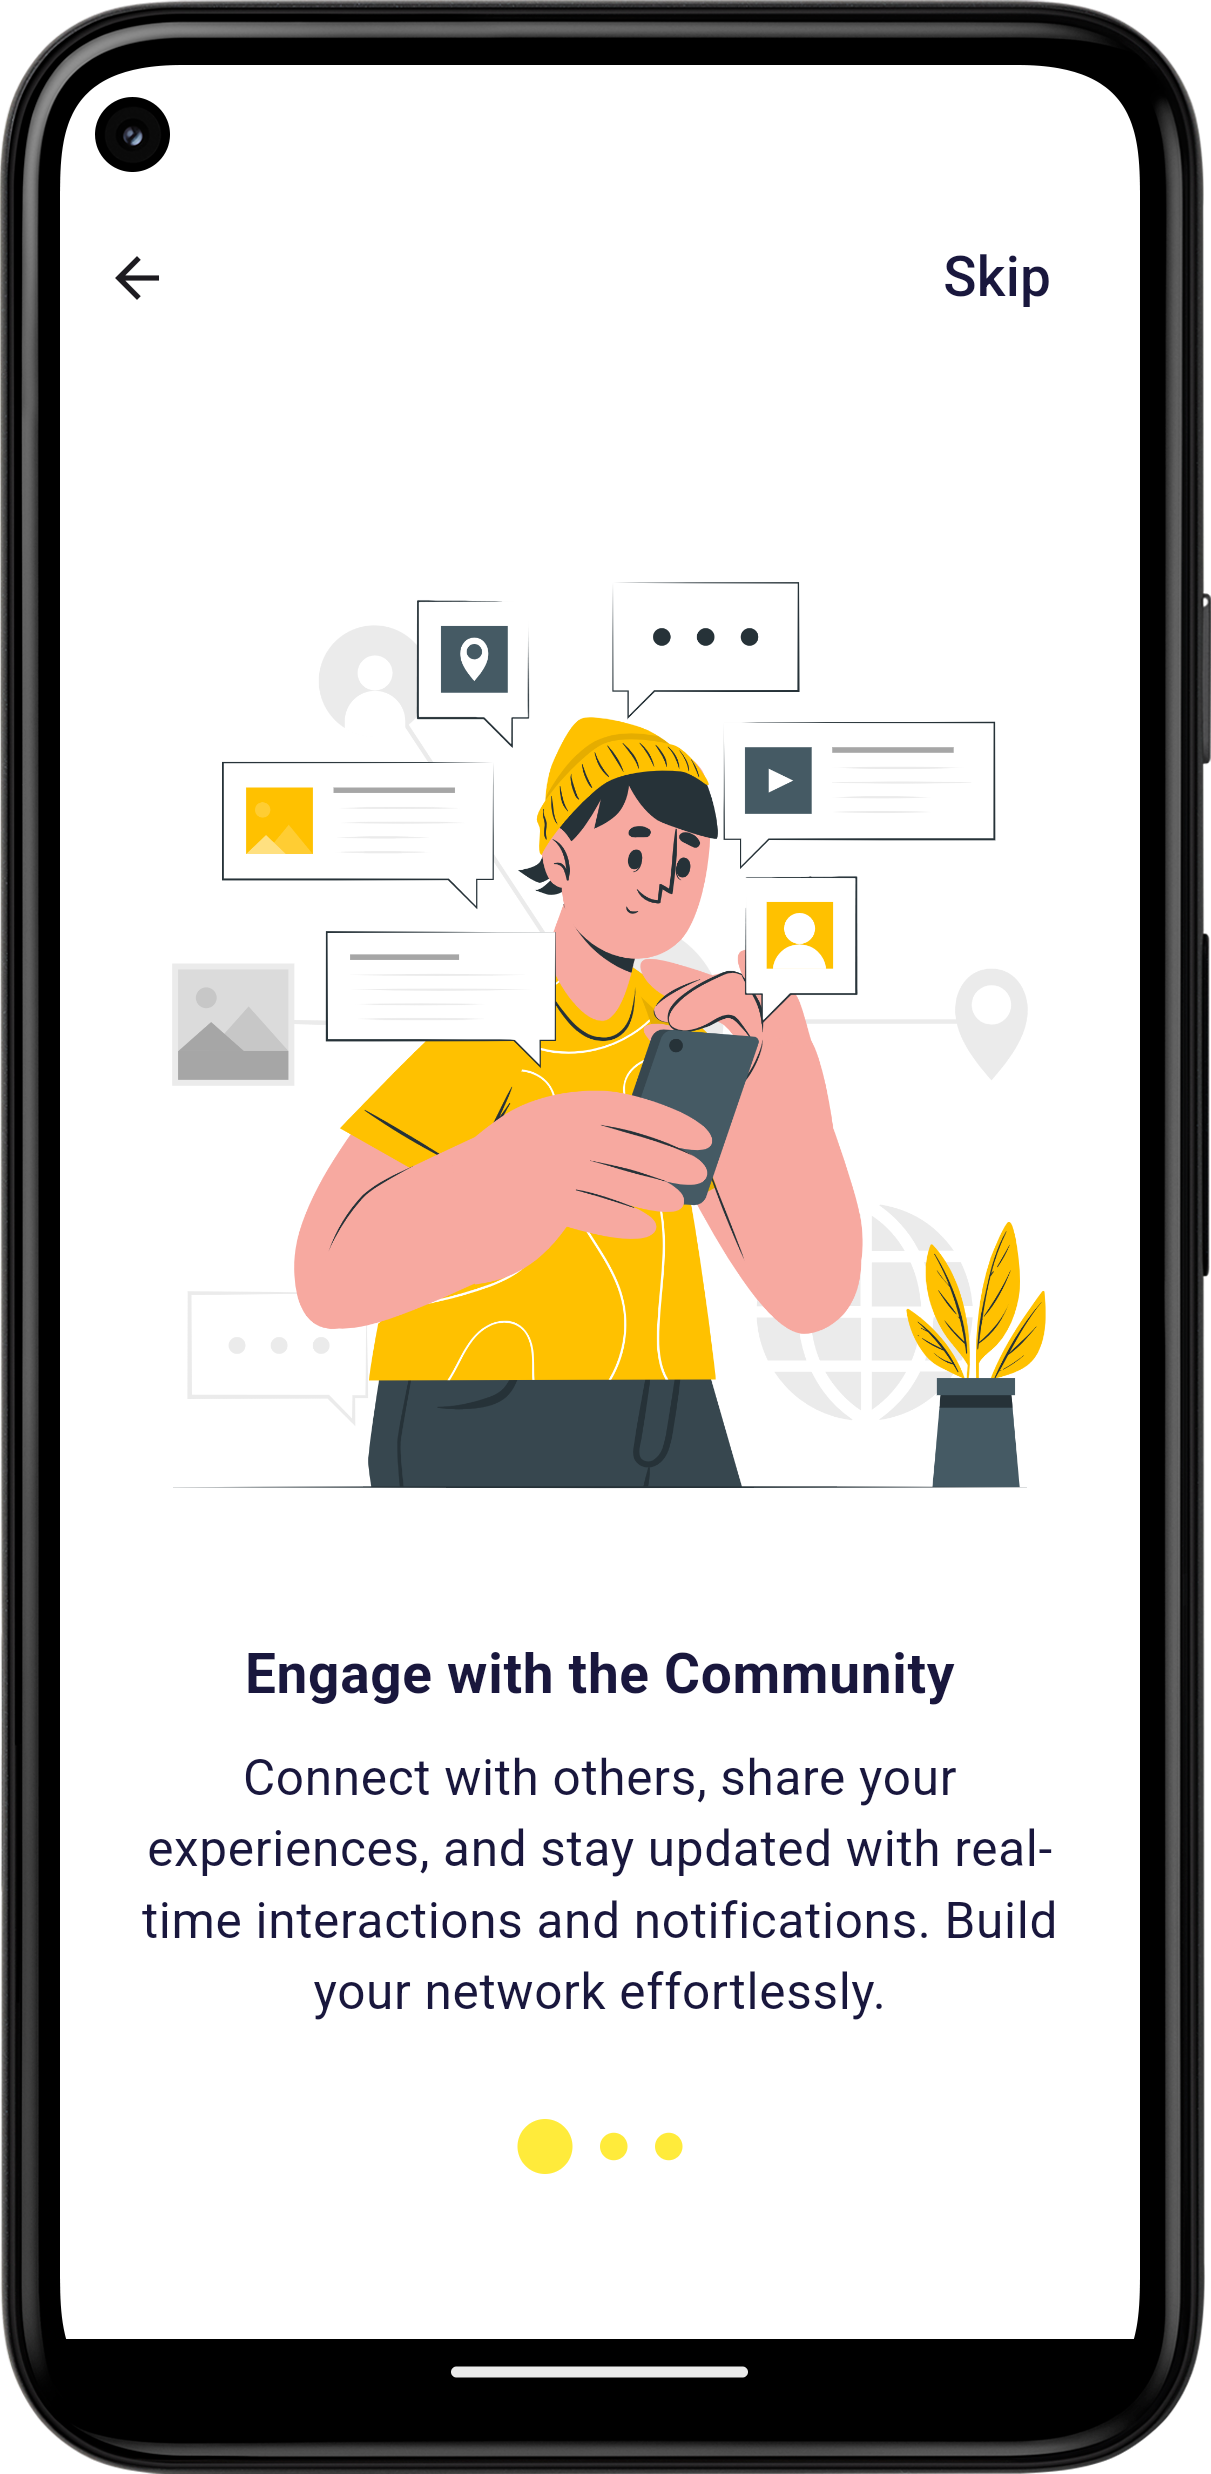 Skip
Engage with the Community
Connect with others, share your
experiences, and stay updated with real-
time interactions and notifications. Build
your network effortlessly.